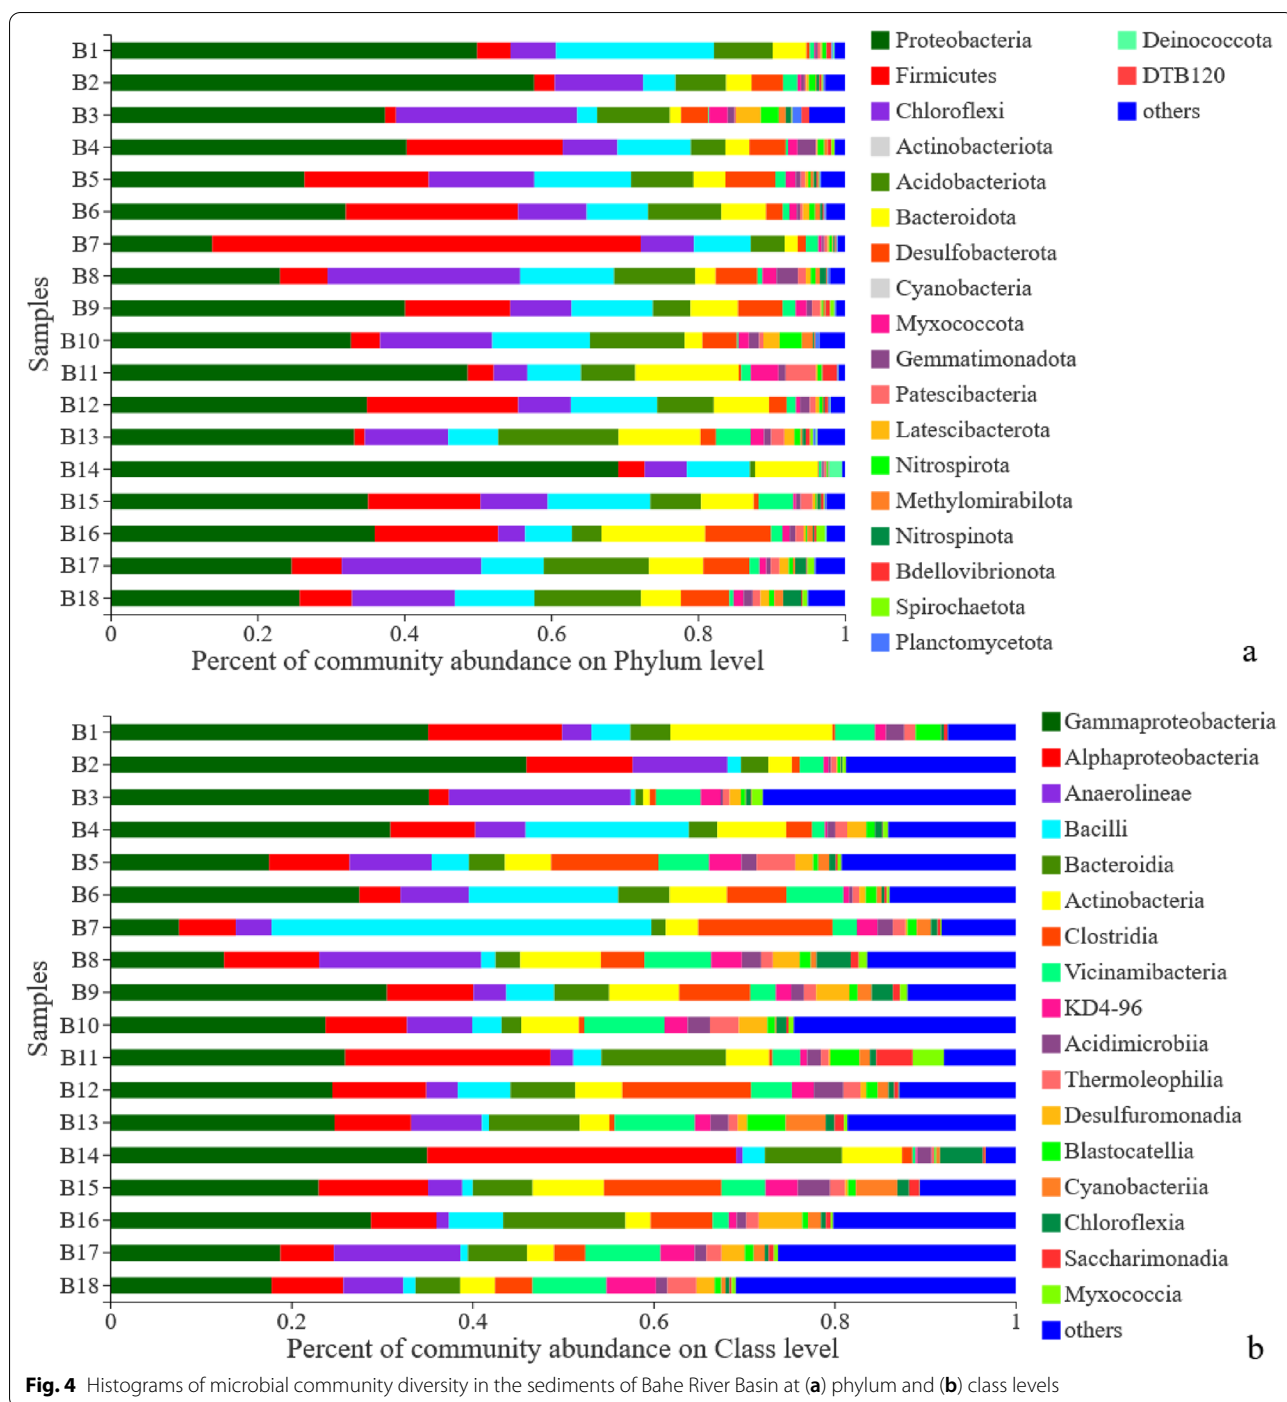 B1
B2
B3
B4
B5
B6
B7
B8
B9
B10
B11
B12
B13
B14
B15
B16
B17
B18
Samples
0 0.2 0.4 0.6 0.8 1
Percent of community abundance on Phylum level
Proteobacteria
Firmicutes
Chloroflexi
Actinobacteriota
Acidobacteriota
Bacteroidota
Desulfobacterota
Cyanobacteria
Myxococcota
Gemmatimonadota
Patescibacteria
Latescibacterota
Nitrospirota
Methylomirabilota
Nitrospinota
Bdellovibrionota
Spirochaetota
Planctomycetota
Deinococcota
DTB120
others
a
B1
B2
B3
B4
B5
B6
B7
B8
B9
B10
B11
B12
B13
B14
B15
B16
B17
B18
Samples
0 0.2 0.4 0.6 0.8 1
Percent of community abundance on Class level
Gammaproteobacteria
Alphaproteobacteria
Anaerolineae
Bacilli
Bacteroidia
Actinobacteria
Clostridia
Vicinamibacteria
KD4-96
Acidimicrobiia
Thermoleophilia
Desulfuromonadia
Blastocatellia
Cyanobacteriia
Chloroflexia
Saccharimonadia
Myxococcia
others
b
Fig. 4 Histograms of microbial community diversity in the sediments of Bahe River Basin at (a) phylum and (b) class levels